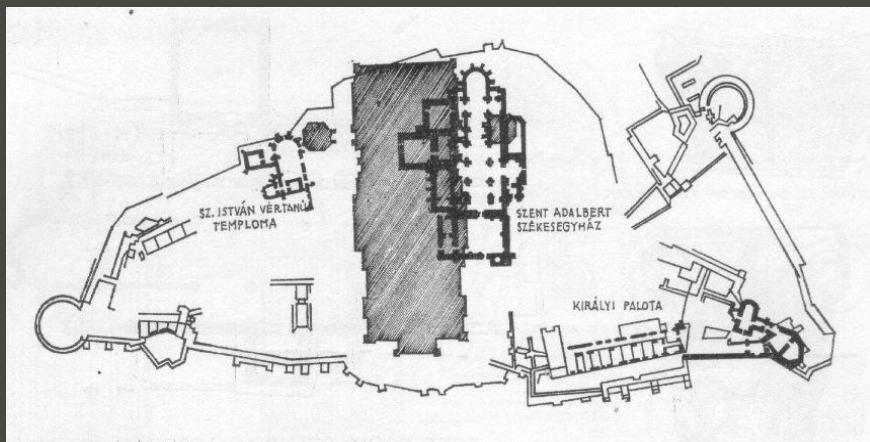 SZ. ISTVÁN VÉRTANÚ
TEMPLOMA
SZENT ADALBERT
SZÉKESEGYHÁZ
KIRÁLYI PALOTA